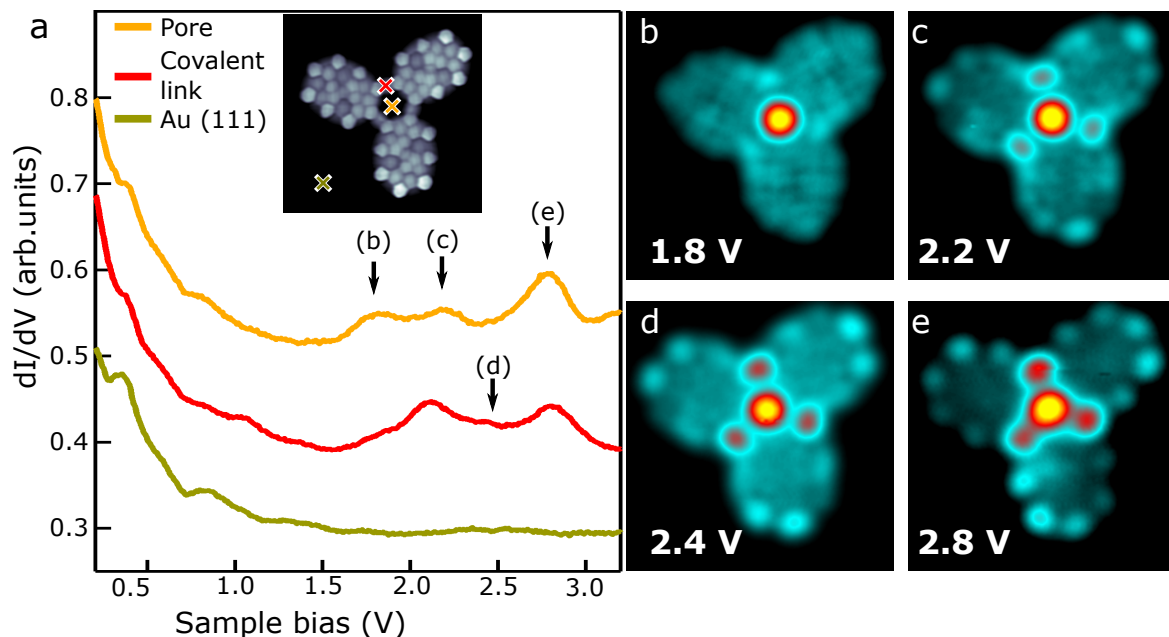 a
Pore
Covalent
link
Au (111)
0.8
0.7
0.6
0.5
0.4
0.3
dI/dV (arb.units)
(b)
(c)
(e)
(d)
0.5
1.0
1.5
2.0
2.5
3.0
Sample bias (V)
b
1.8 V
c
2.2 V
d
2.4 V
e
2.8 V